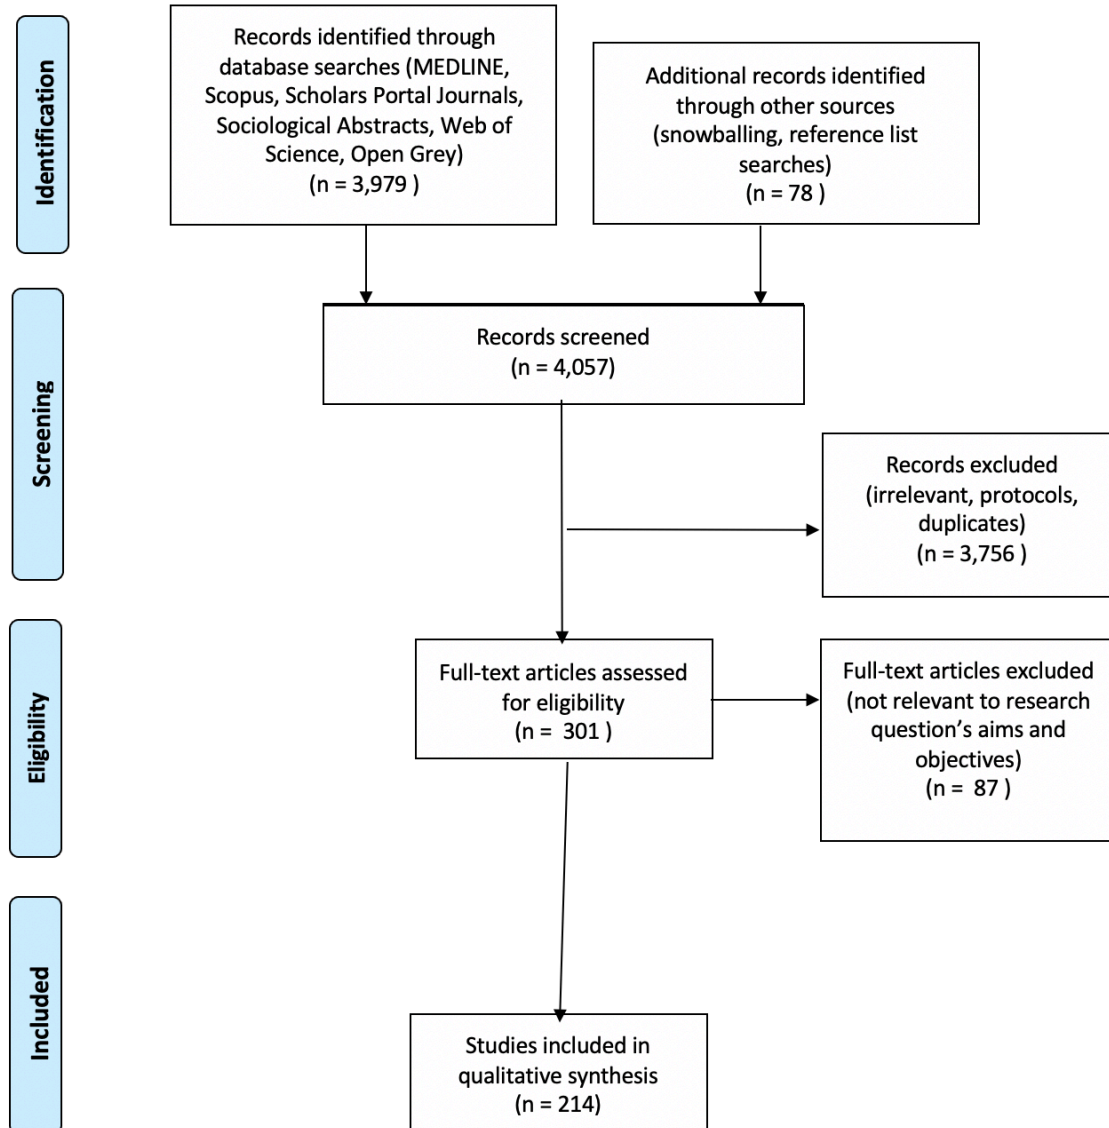 Identification
Records identified through
database searches (MEDLINE,
Scopus, Scholars Portal Journals,
Sociological Abstracts, Web of
Science, Open Grey)
(n = 3,979 )
Additional records identified
through other sources
(snowballing, reference list
searches)
(n = 78 )
Screening
Records screened
(n = 4,057)
Records excluded
(irrelevant, protocols,
duplicates)
(n = 3,756 )
Eligibility
Full-text articles assessed
for eligibility
(n =  301 )
Full-text articles excluded
(not relevant to research
question’s aims and
objectives)
(n =  87 )
Included
Studies included in
qualitative synthesis
(n = 214)